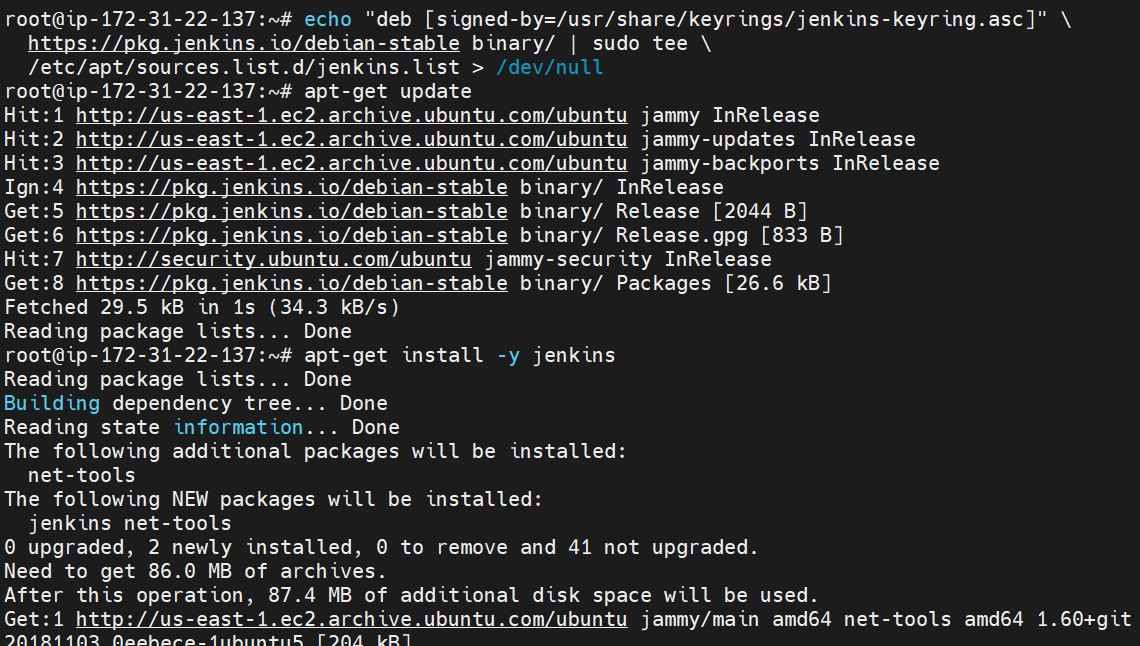 root@ip-172-31-22-137:~# echo "deb [signed-by=/usr/share/keyrings/jenkins-keyring.asc]" \
  https://pkg.jenkins.io/debian-stable binary/ | sudo tee \
  /etc/apt/sources.list.d/jenkins.list > /dev/null
root@ip-172-31-22-137:~# apt-get update
Hit:1 http://us-east-1.ec2.archive.ubuntu.com/ubuntu jammy InRelease
Hit:2 http://us-east-1.ec2.archive.ubuntu.com/ubuntu jammy-updates InRelease
Hit:3 http://us-east-1.ec2.archive.ubuntu.com/ubuntu jammy-backports InRelease
Ign:4 https://pkg.jenkins.io/debian-stable binary/ InRelease
Get:5 https://pkg.jenkins.io/debian-stable binary/ Release [2044 B]
Get:6 https://pkg.jenkins.io/debian-stable binary/ Release.gpg [833 B]
Hit:7 http://security.ubuntu.com/ubuntu jammy-security InRelease
Get:8 https://pkg.jenkins.io/debian-stable binary/ Packages [26.6 kB]
Fetched 29.5 kB in 1s (34.3 kB/s)
Reading package lists... Done
root@ip-172-31-22-137:~# apt-get install -y jenkins
Reading package lists... Done
Building dependency tree... Done
Reading state information... Done
The following additional packages will be installed:
  net-tools
The following NEW packages will be installed:
  jenkins net-tools
0 upgraded, 2 newly installed, 0 to remove and 41 not upgraded.
Need to get 86.0 MB of archives.
After this operation, 87.4 MB of additional disk space will be used.
Get:1 http://us-east-1.ec2.archive.ubuntu.com/ubuntu jammy/main amd64 net-tools amd64 1.60+git
20181103.0eebece-1ubuntu5 [204 kB]